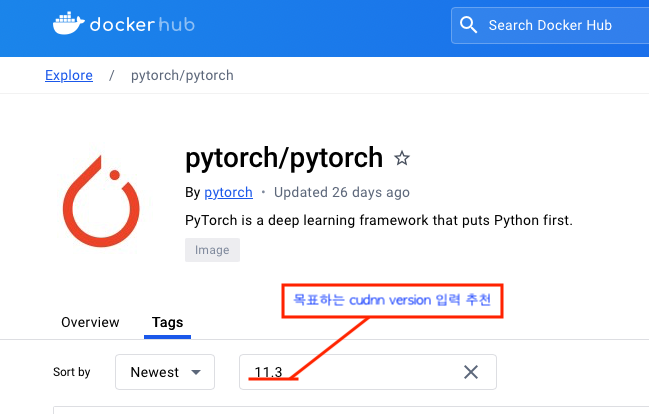 docker hub
Search Docker Hub
Explore / pytorch/pytorch
pytorch/pytorch
By pytorch • Updated 26 days ago
PyTorch is a deep learning framework that puts Python first.
Image
목표하는 cudnn version 입력 추천
Overview Tags
Sort by Newest 11.3